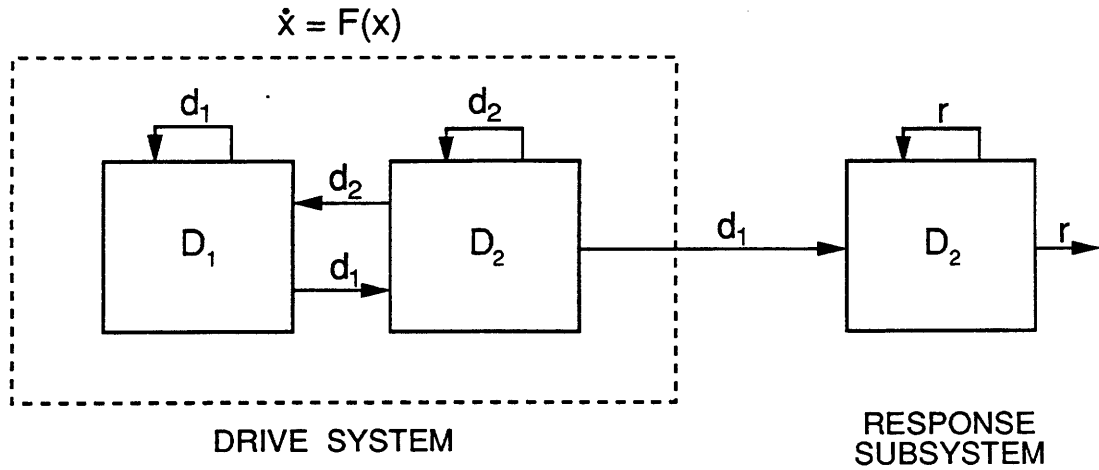 ẋ = F(x)
d₁
d₂
r
d₂
D₁
D₂
d₁
D₂
r
d₁
DRIVE SYSTEM
RESPONSE
SUBSYSTEM